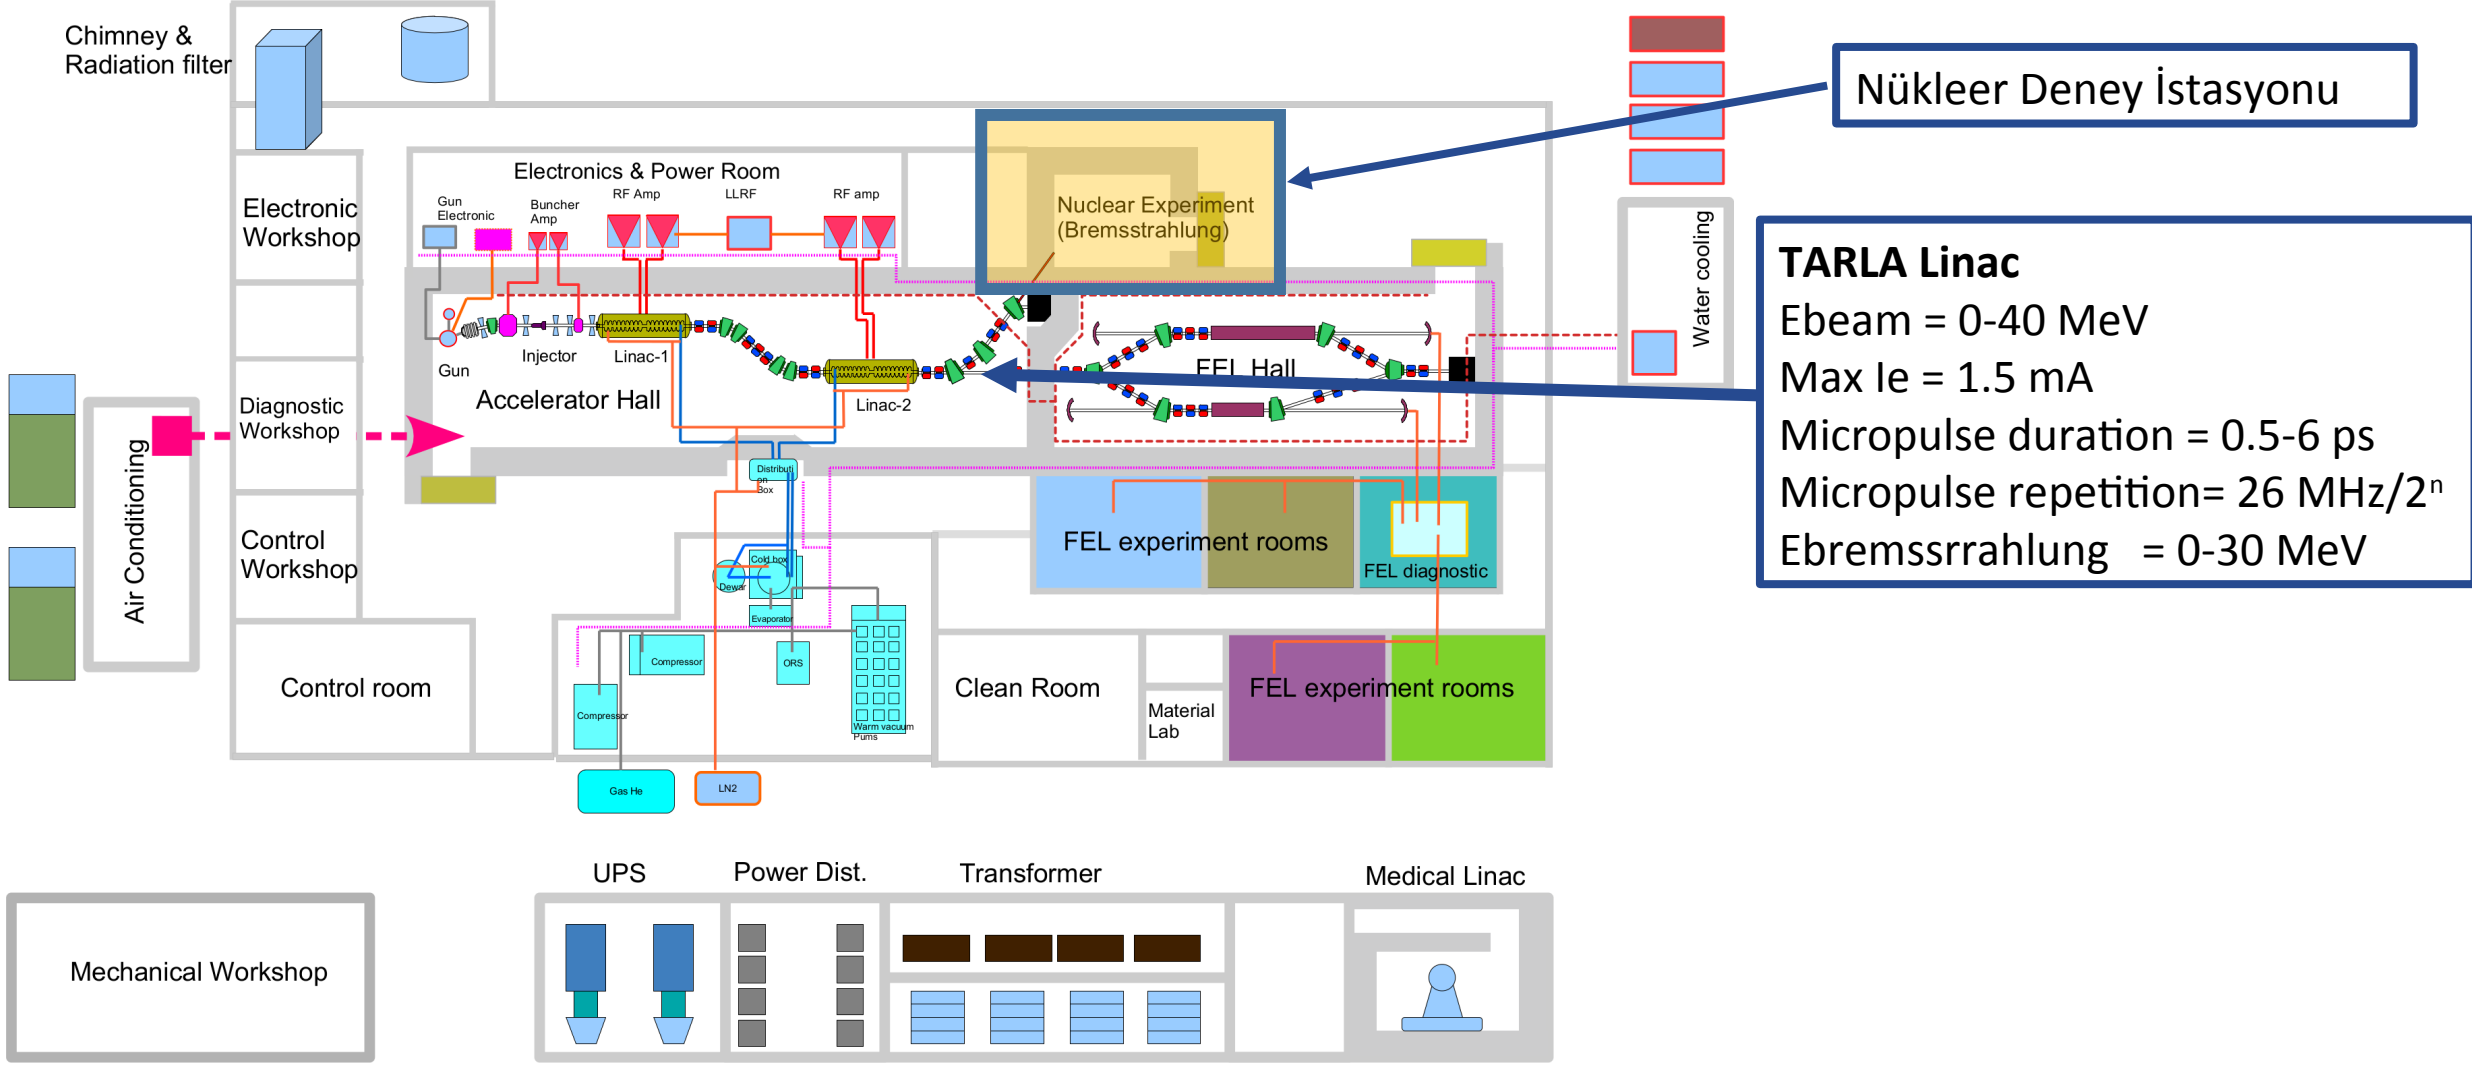 Chimney &
Radiation filter
Nükleer Deney İstasyonu
Electronics & Power Room
RF Amp
LLRF
RF amp
Gun
Electronic
Buncher
Amp
Electronic
Workshop
Nuclear Experiment
(Bremsstrahlung)
Water cooling
TARLA Linac
Ebeam = 0-40 MeV
Max Ie = 1.5 mA
Micropulse duration = 0.5-6 ps
Micropulse repetition= 26 MHz/2ⁿ
Ebremssrrahlung = 0-30 MeV
Gun
Injector
Linac-1
Linac-2
Accelerator Hall
FEL Hall
Diagnostic
Workshop
Air Conditioning
Distributi
on
Box
Control
Workshop
FEL experiment rooms
FEL diagnostic
Cold box
Dewar
Evaporator
Compressor
ORS
Compressor
Warm vacuum
Pums
Control room
Clean Room
Material
Lab
FEL experiment rooms
Gas He
LN2
UPS
Power Dist.
Transformer
Medical Linac
Mechanical Workshop